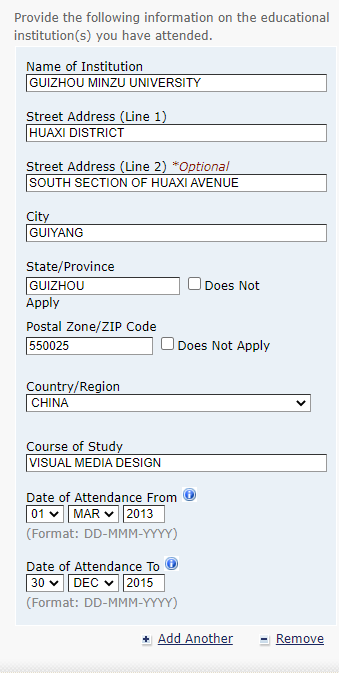 Provide the following information on the educational
institution(s) you have attended.
Name of Institution
GUIZHOU MINZU UNIVERSITY
Street Address (Line 1)
HUAXI DISTRICT
Street Address (Line 2) *Optional
SOUTH SECTION OF HUAXI AVENUE
City
GUIYANG
State/Province
GUIZHOU Does Not
Apply
Postal Zone/ZIP Code
550025 Does Not Apply
Country/Region
CHINA
Course of Study
VISUAL MEDIA DESIGN
Date of Attendance From
01 MAR 2013
(Format: DD-MMM-YYYY)
Date of Attendance To
30 DEC 2015
(Format: DD-MMM-YYYY)
Add Another Remove